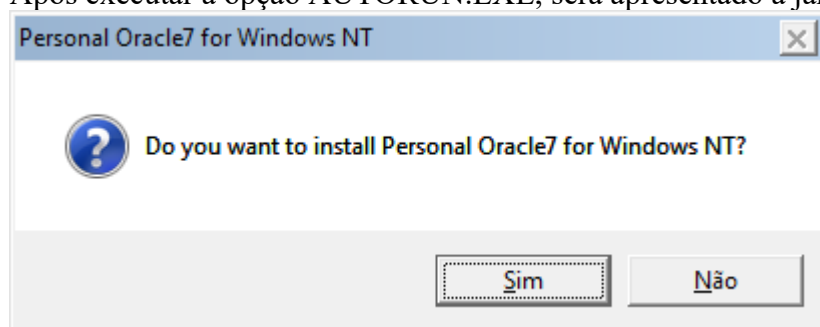 Após executar a opção AUTORUN.EXE, será apresentado a
Personal Oracle7 for Windows NT
Do you want to install Personal Oracle7 for Windows NT?
Sim Não